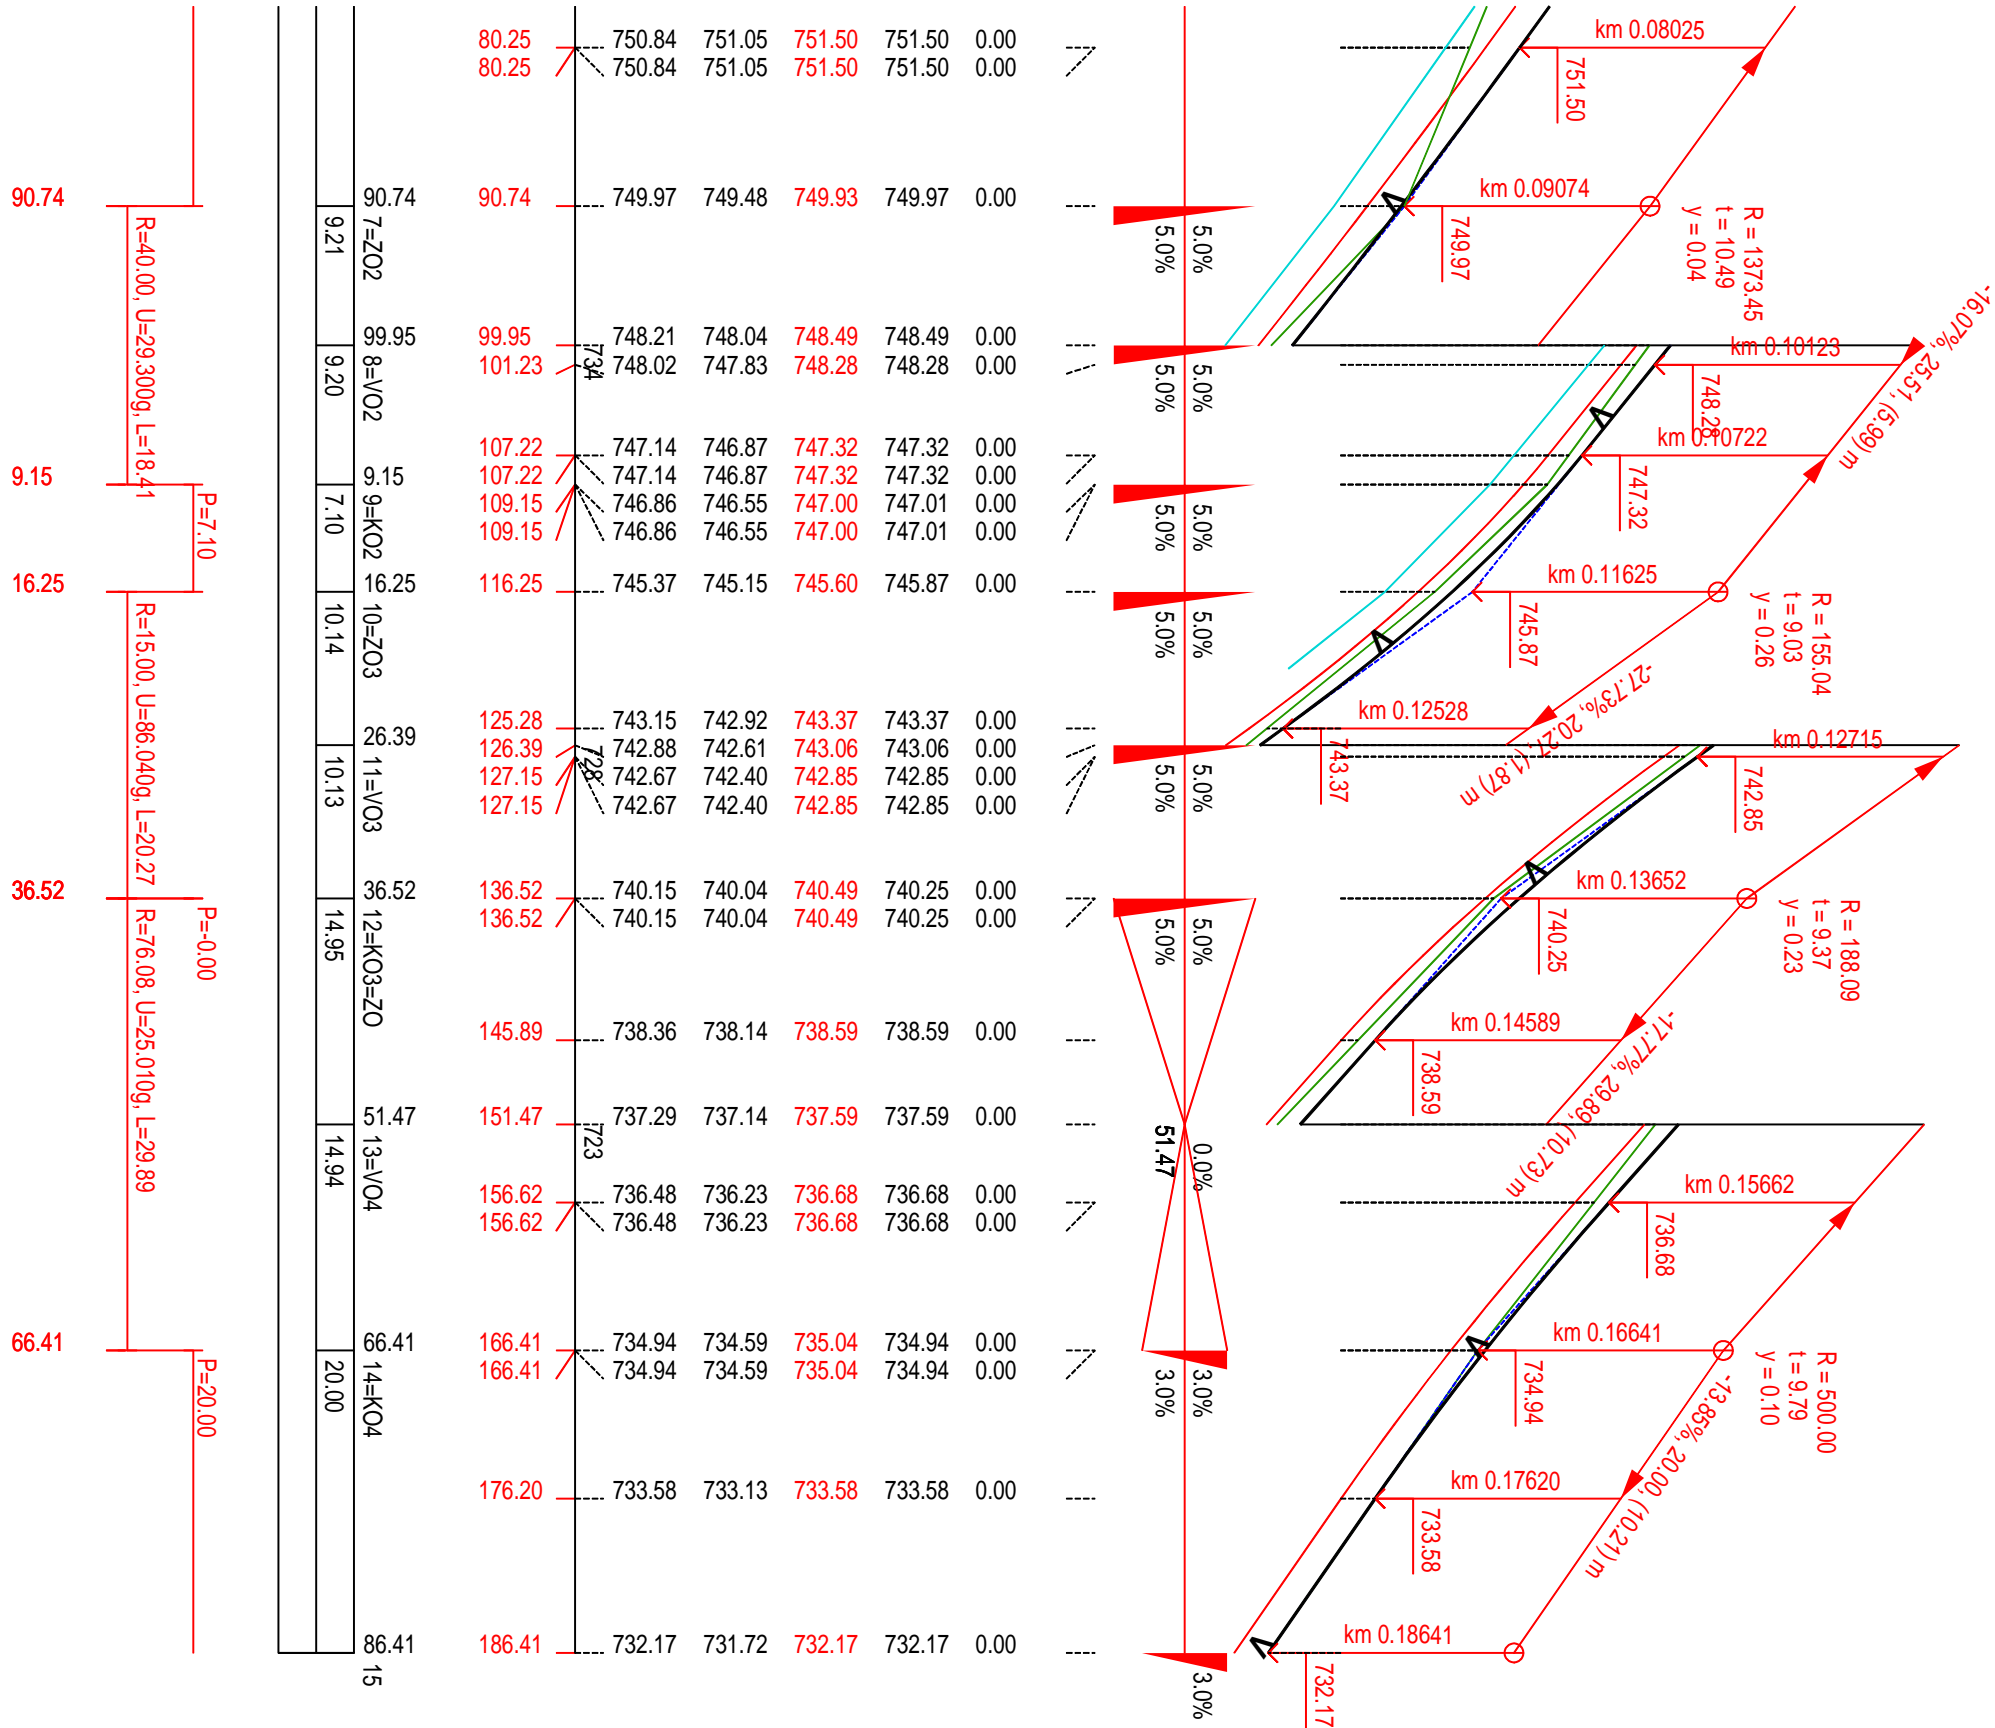 80.25 750.84 751.05 751.50 751.50 0.00
80.25 750.84 751.05 751.50 751.50 0.00
km 0.08025
751.50
90.74
90.74
90.74 749.97 749.48 749.93 749.97 0.00
km 0.09074
749.97
R = 1373.45
t = 10.49
y = 0.04
R=40.00, U=29.300g, L=18.41
9.21
7=ZO2
5.0%
5.0%
-16.07%, 25.51, (5.99) m
99.95
99.95 748.21 748.04 748.49 748.49 0.00
101.23 748.02 747.83 748.28 748.28 0.00
734
km 0.10123
748.28
9.20
8=VO2
5.0%
5.0%
107.22 747.14 746.87 747.32 747.32 0.00
107.22 747.14 746.87 747.32 747.32 0.00
km 0.10722
747.32
9.15
9.15
109.15 746.86 746.55 747.00 747.01 0.00
109.15 746.86 746.55 747.00 747.01 0.00
P=7.10
7.10
9=KO2
5.0%
5.0%
16.25
16.25
116.25 745.37 745.15 745.60 745.87 0.00
km 0.11625
745.87
R = 155.04
t = 9.03
y = 0.26
R=15.00, U=86.040g, L=20.27
10.14
10=ZO3
5.0%
5.0%
-27.73%, 20.27, (1.87) m
125.28 743.15 742.92 743.37 743.37 0.00
km 0.12528
743.37
26.39
126.39 742.88 742.61 743.06 743.06 0.00
127.15 742.67 742.40 742.85 742.85 0.00
127.15 742.67 742.40 742.85 742.85 0.00
728
km 0.12715
742.85
10.13
11=VO3
5.0%
5.0%
36.52
36.52
136.52 740.15 740.04 740.49 740.25 0.00
136.52 740.15 740.04 740.49 740.25 0.00
km 0.13652
740.25
R = 188.09
t = 9.37
y = 0.23
P=-0.00
R=76.08, U=25.010g, L=29.89
14.95
12=KO3=ZO
5.0%
5.0%
145.89 738.36 738.14 738.59 738.59 0.00
km 0.14589
738.59
-17.77%, 29.89, (10.73) m
51.47
151.47 737.29 737.14 737.59 737.59 0.00
723
14.94
13=VO4
51.47
0.0%
156.62 736.48 736.23 736.68 736.68 0.00
156.62 736.48 736.23 736.68 736.68 0.00
km 0.15662
736.68
66.41
66.41
166.41 734.94 734.59 735.04 734.94 0.00
166.41 734.94 734.59 735.04 734.94 0.00
km 0.16641
734.94
R = 500.00
t = 9.79
y = 0.10
P=20.00
20.00
14=KO4
3.0%
3.0%
-13.85%, 20.00, (10.21) m
176.20 733.58 733.13 733.58 733.58 0.00
km 0.17620
733.58
86.41
186.41 732.17 731.72 732.17 732.17 0.00
km 0.18641
732.17
15
3.0%